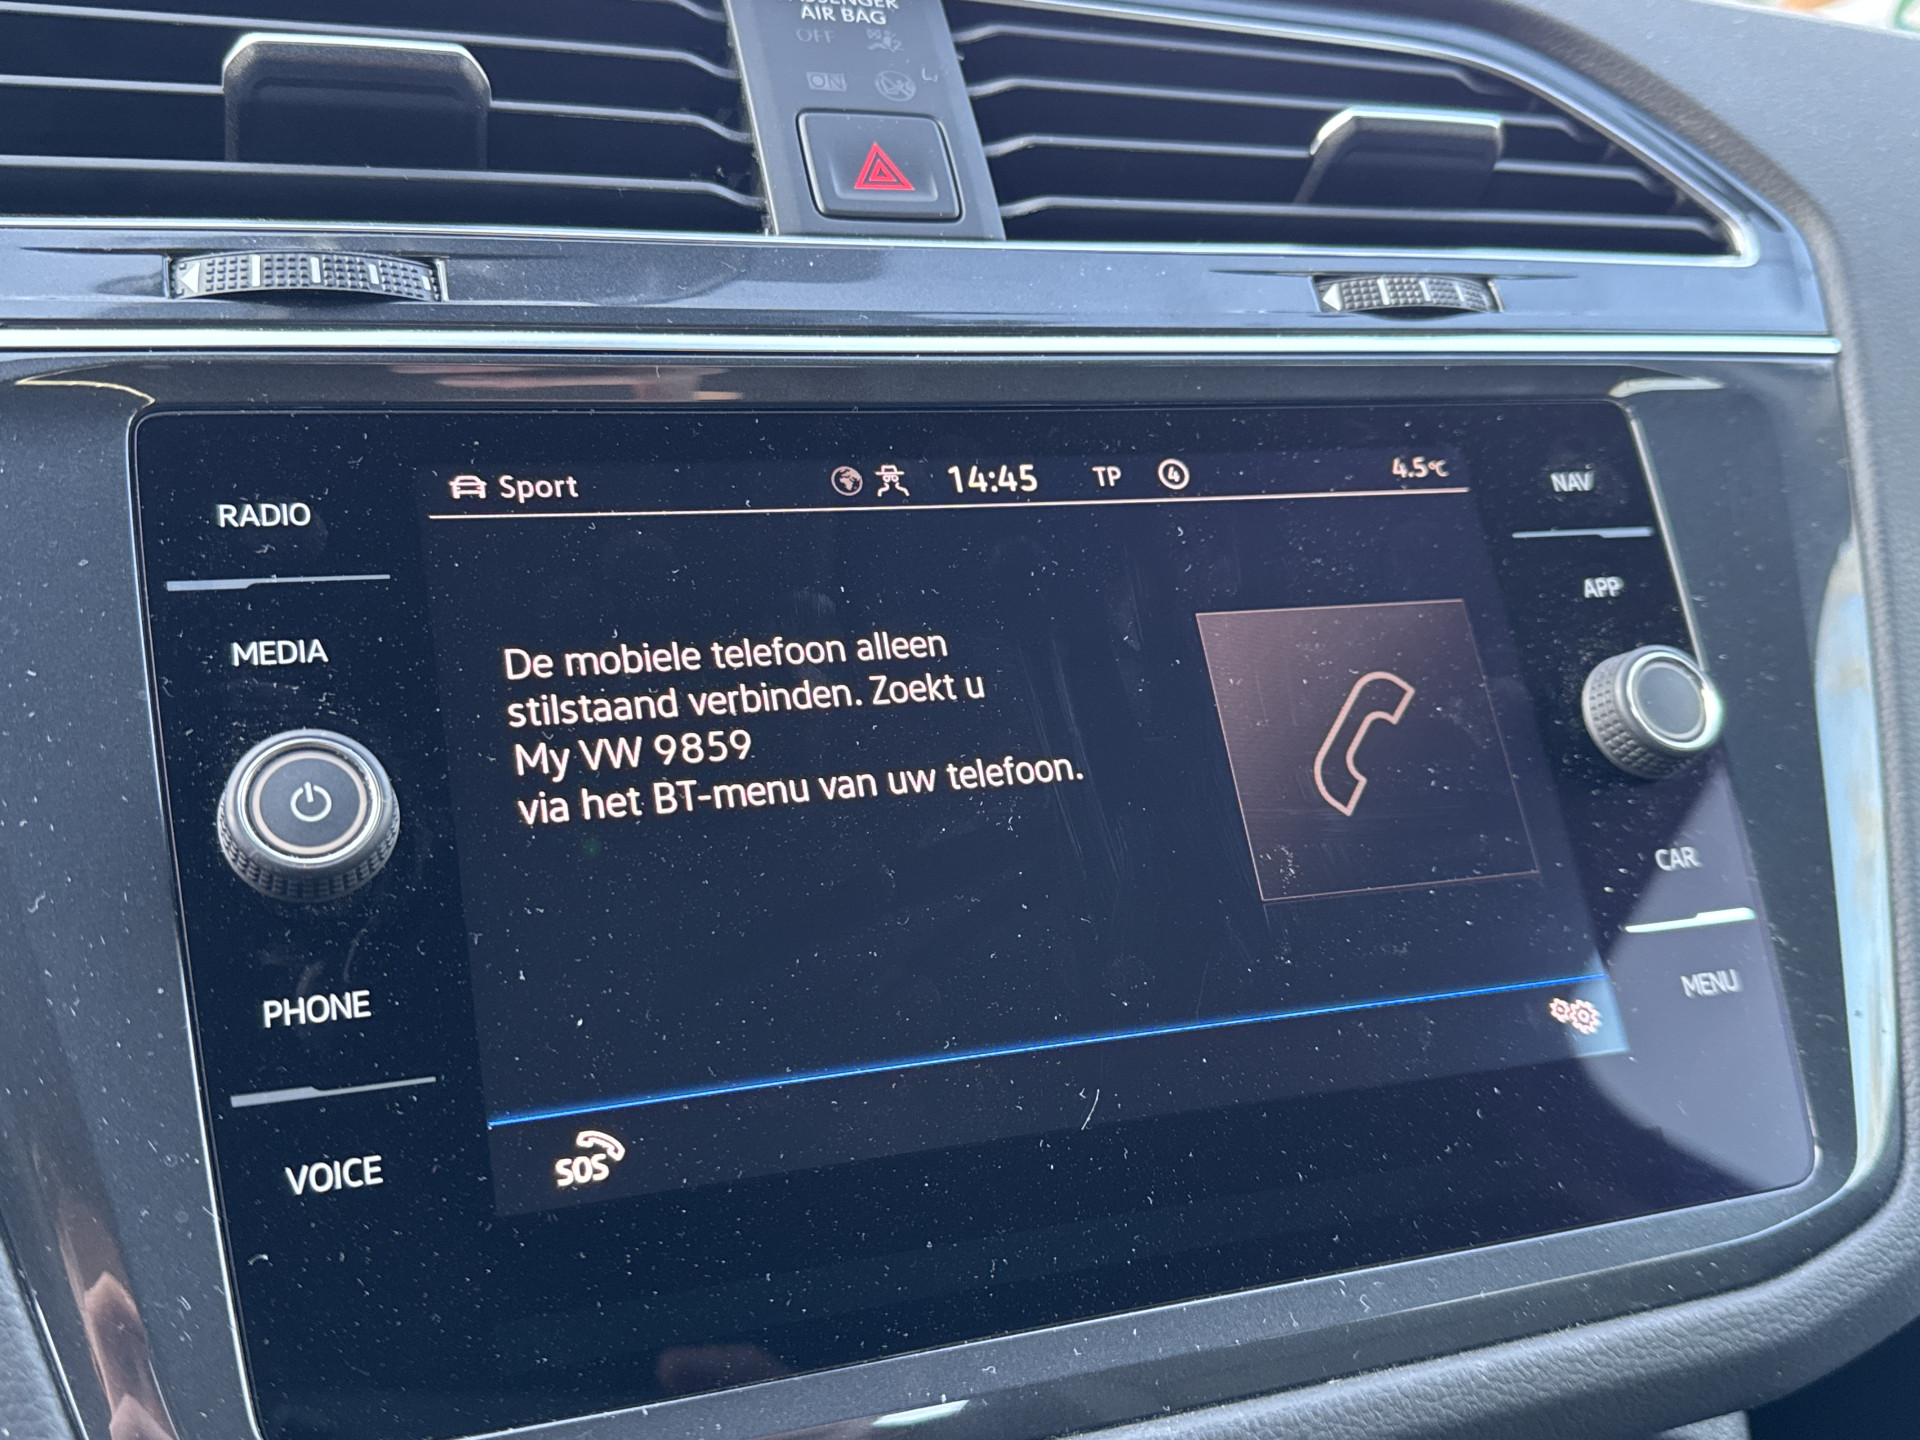 AIR BAG
OFF
ON
RADIO
MEDIA
PHONE
VOICE
Sport
14:45
TP
4
4.5°C
De mobiele telefoon alleen
stilstaand verbinden. Zoekt u
My VW 9859
via het BT-menu van uw telefoon.
SOS
NAV
APP
CAR
MENU